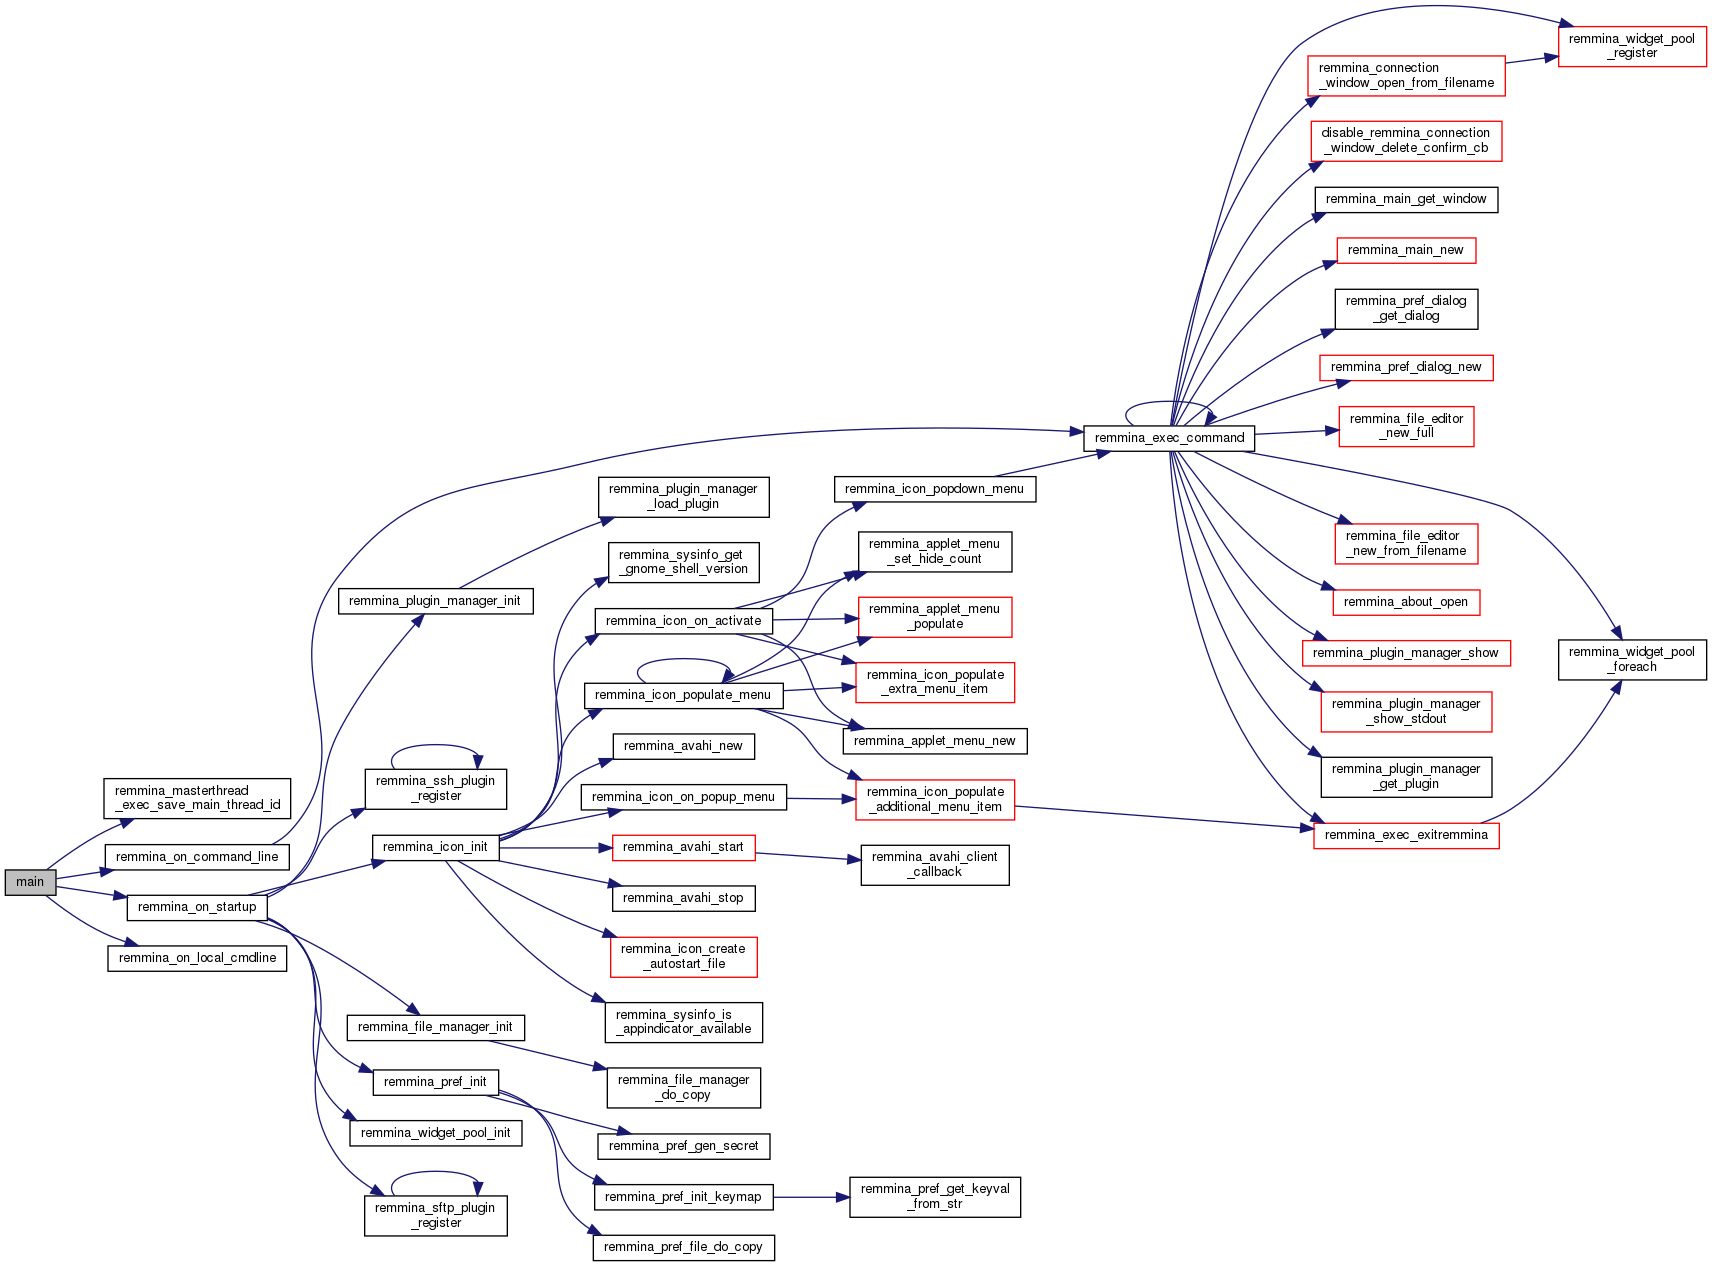 main
remmina_masterthread
_exec_save_main_thread_id
remmina_on_command_line
remmina_on_startup
remmina_on_local_cmdline
remmina_plugin_manager_init
remmina_ssh_plugin
_register
remmina_icon_init
remmina_file_manager_init
remmina_pref_init
remmina_widget_pool_init
remmina_sftp_plugin
_register
remmina_plugin_manager
_load_plugin
remmina_sysinfo_get
_gnome_shell_version
remmina_icon_on_activate
remmina_icon_populate_menu
remmina_avahi_new
remmina_icon_on_popup_menu
remmina_avahi_start
remmina_avahi_stop
remmina_icon_create
_autostart_file
remmina_sysinfo_is
_appindicator_available
remmina_file_manager
_do_copy
remmina_pref_gen_secret
remmina_pref_init_keymap
remmina_pref_file_do_copy
remmina_icon_popdown_menu
remmina_applet_menu
_set_hide_count
remmina_applet_menu
_populate
remmina_icon_populate
_extra_menu_item
remmina_applet_menu_new
remmina_icon_populate
_additional_menu_item
remmina_avahi_client
_callback
remmina_pref_get_keyval
_from_str
remmina_exec_command
remmina_connection
_window_open_from_filename
disable_remmina_connection
_window_delete_confirm_cb
remmina_main_get_window
remmina_main_new
remmina_pref_dialog
_get_dialog
remmina_pref_dialog_new
remmina_file_editor
_new_full
remmina_file_editor
_new_from_filename
remmina_about_open
remmina_plugin_manager_show
remmina_plugin_manager
_show_stdout
remmina_plugin_manager
_get_plugin
remmina_exec_exitremmina
remmina_widget_pool
_register
remmina_widget_pool
_foreach